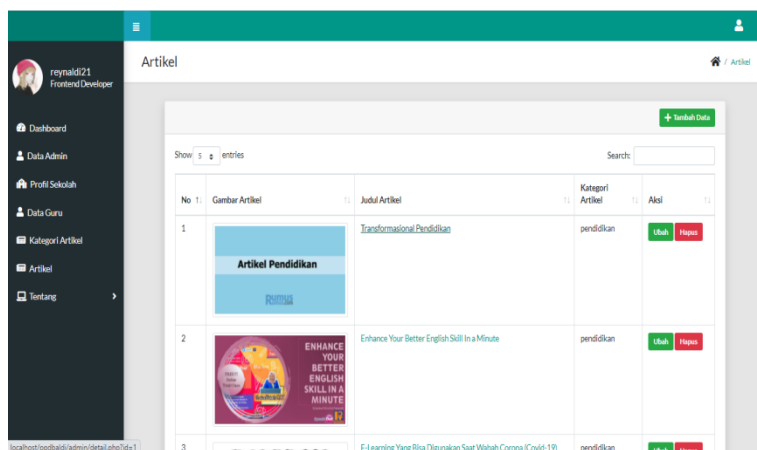 reynaldi21
Frontend Developer
Dashboard
Data Admin
Profil Sekolah
Data Guru
Kategori Artikel
Artikel
Tentang
Artikel
/ Artikel
+ Tambah Data
Show 5 entries
Search:
No
Gambar Artikel
Judul Artikel
Kategori
Artikel
Aksi
1
Artikel Pendidikan
Transformasional Pendidikan
pendidikan
Ubah
Hapus
2
ENHANCE
YOUR
BETTER
ENGLISH
SKILL IN A
MINUTE
Enhance Your Better English Skill In a Minute
pendidikan
Ubah
Hapus
3
E-Learning Yang Bisa Digunakan Saat Wabah Corona (Covid-19)
pendidikan
localhost/oopbaldi/admin/detail.php?id=1